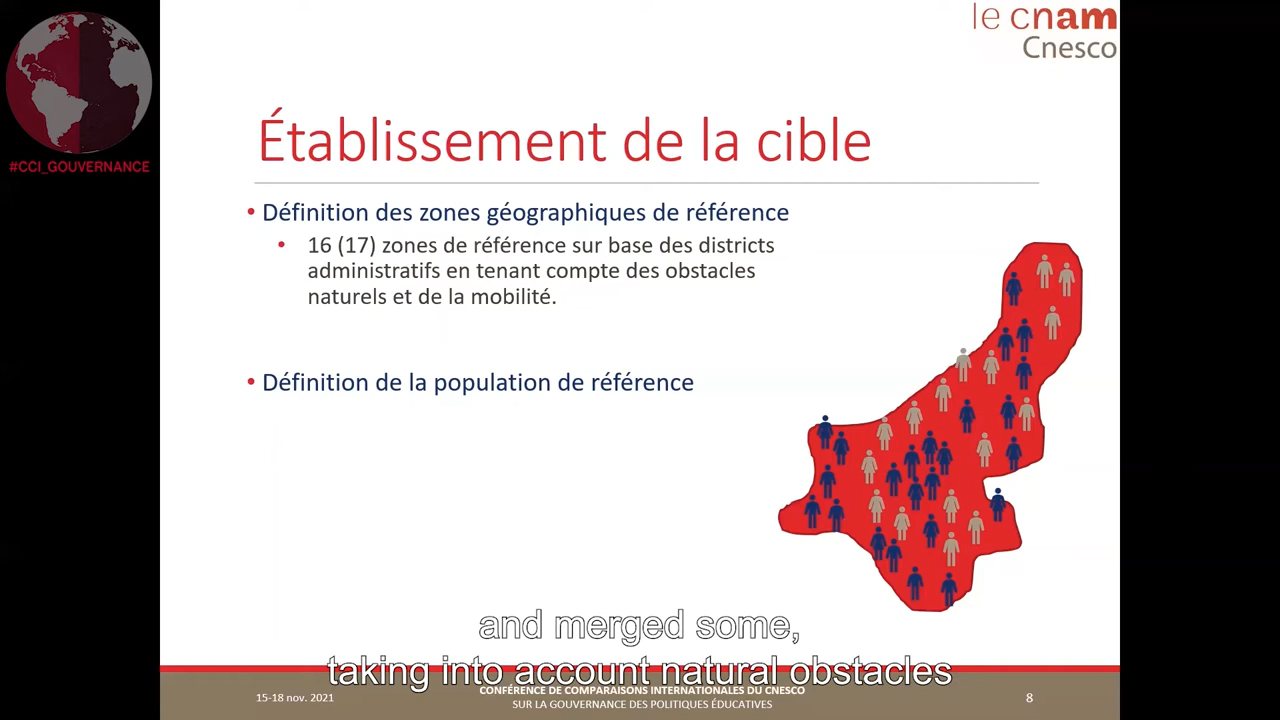 le cnam
Cnesco
#CCI_GOUVERNANCE
Établissement de la cible
• Définition des zones géographiques de référence
• 16 (17) zones de référence sur base des districts
administratifs en tenant compte des obstacles
naturels et de la mobilité.
• Définition de la population de référence
and merged some,
taking into account natural obstacles
15-18 nov. 2021
CONFÉRENCE DE COMPARAISONS INTERNATIONALES DU CNESCO
SUR LA GOUVERNANCE DES POLITIQUES ÉDUCATIVES
8